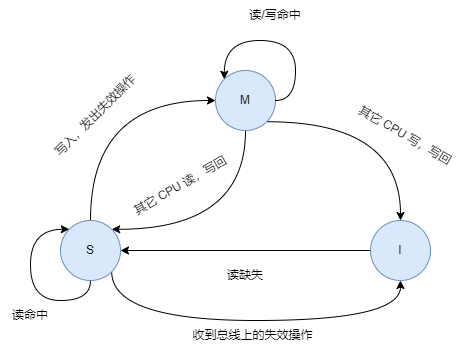 读/写命中
M
写入，发出失效操作
其它 CPU 写，写回
其它 CPU 读，写回
S
I
读缺失
读命中
收到总线上的失效操作